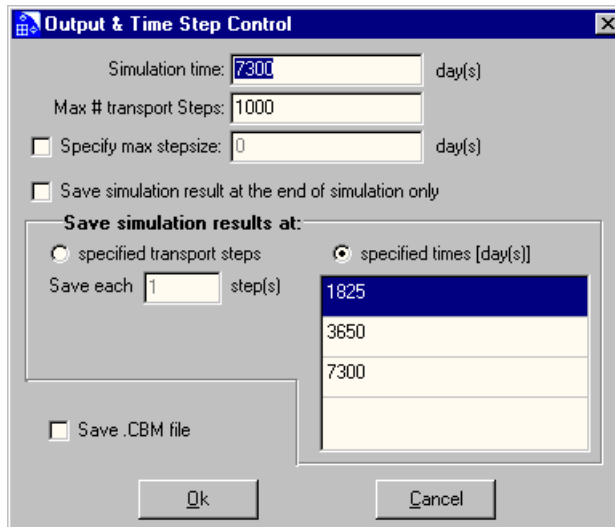 Output & Time Step Control
Simulation time: 7300 day(s)
Max # transport Steps: 1000
Specify max stepsize: 0 day(s)
Save simulation result at the end of simulation only
Save simulation results at:
specified transport steps
Save each 1 step(s)
specified times [day(s)]
1825
3650
7300
Save .CBM file
Ok Cancel